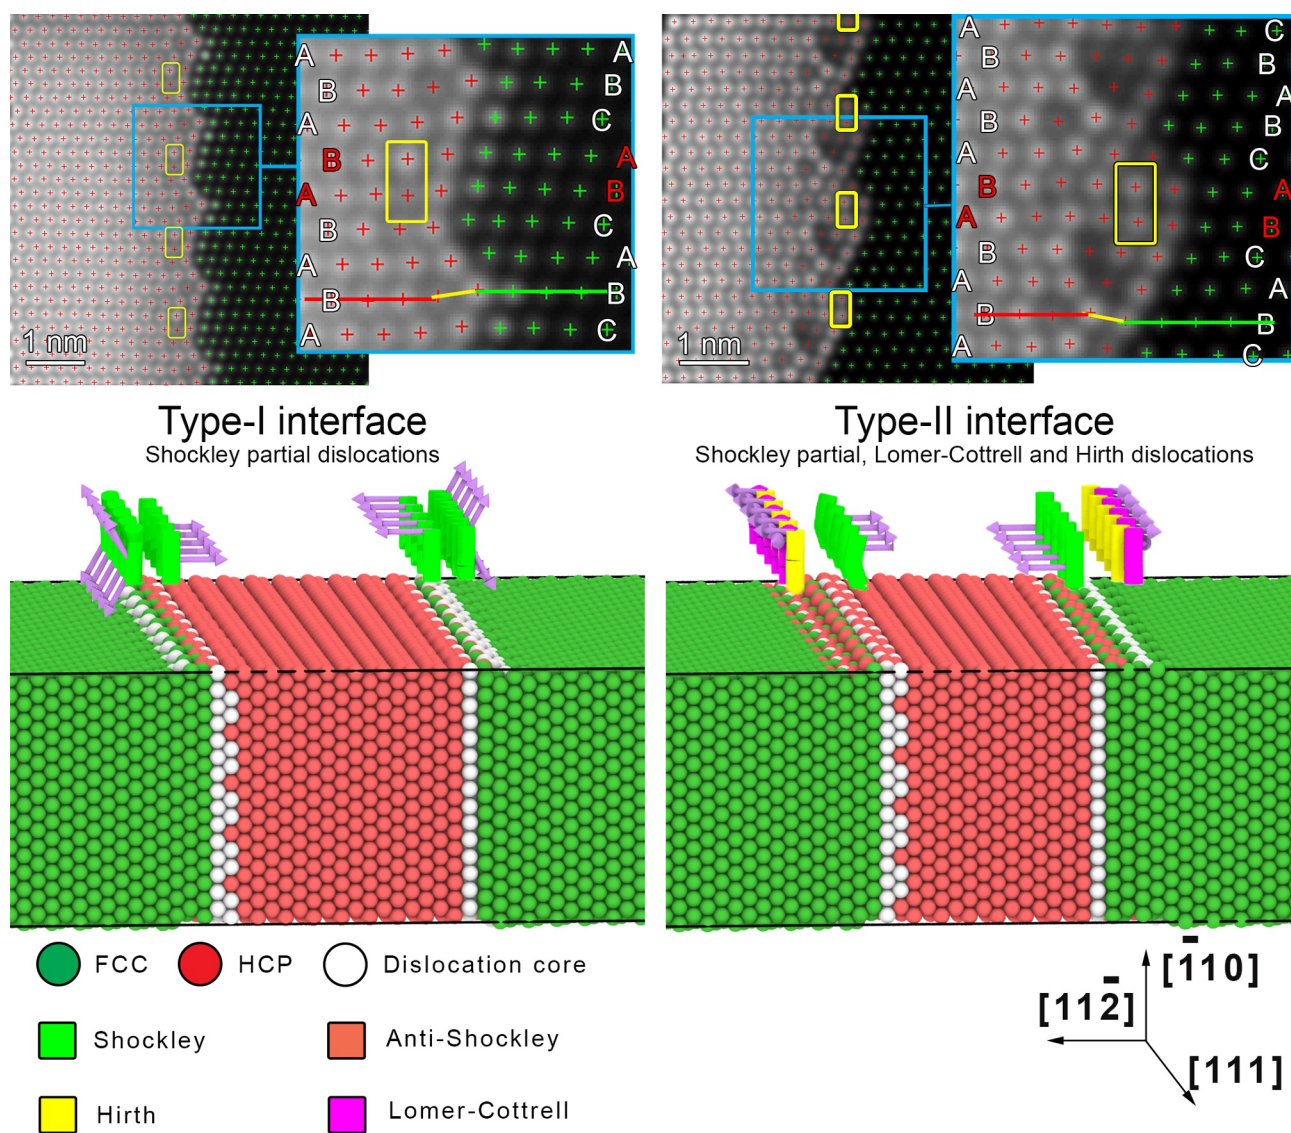 A A
B B
A C
B A
A B
B C
A A
B B
A C
1 nm
A C
B B
A A
B B
A C
B A
A B
B C
A A
B B
A C
1 nm
Type-I interface
Shockley partial dislocations
Type-II interface
Shockley partial, Lomer-Cottrell and Hirth dislocations
FCC HCP Dislocation core
Shockley Anti-Shockley
Hirth Lomer-Cottrell
[1̄10]
[112̄]
[111]